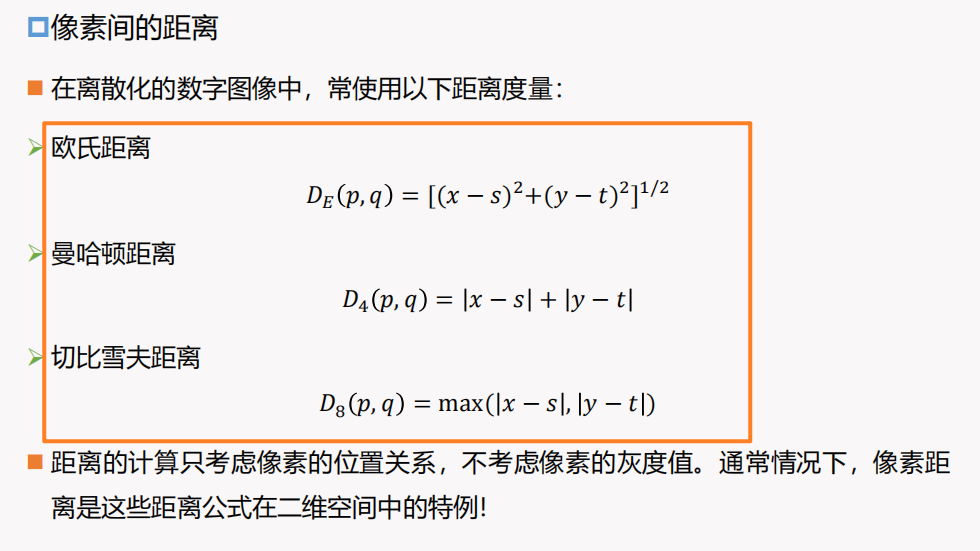 像素间的距离
在离散化的数字图像中，常使用以下距离度量：
欧氏距离
D_E(p, q) = [(x − s)²+(y − t)²]^{1/2}
曼哈顿距离
D₄(p, q) = |x − s| + |y − t|
切比雪夫距离
D₈(p, q) = max(|x − s|, |y − t|)
距离的计算只考虑像素的位置关系，不考虑像素的灰度值。通常情况下，像素距
离是这些距离公式在二维空间中的特例!